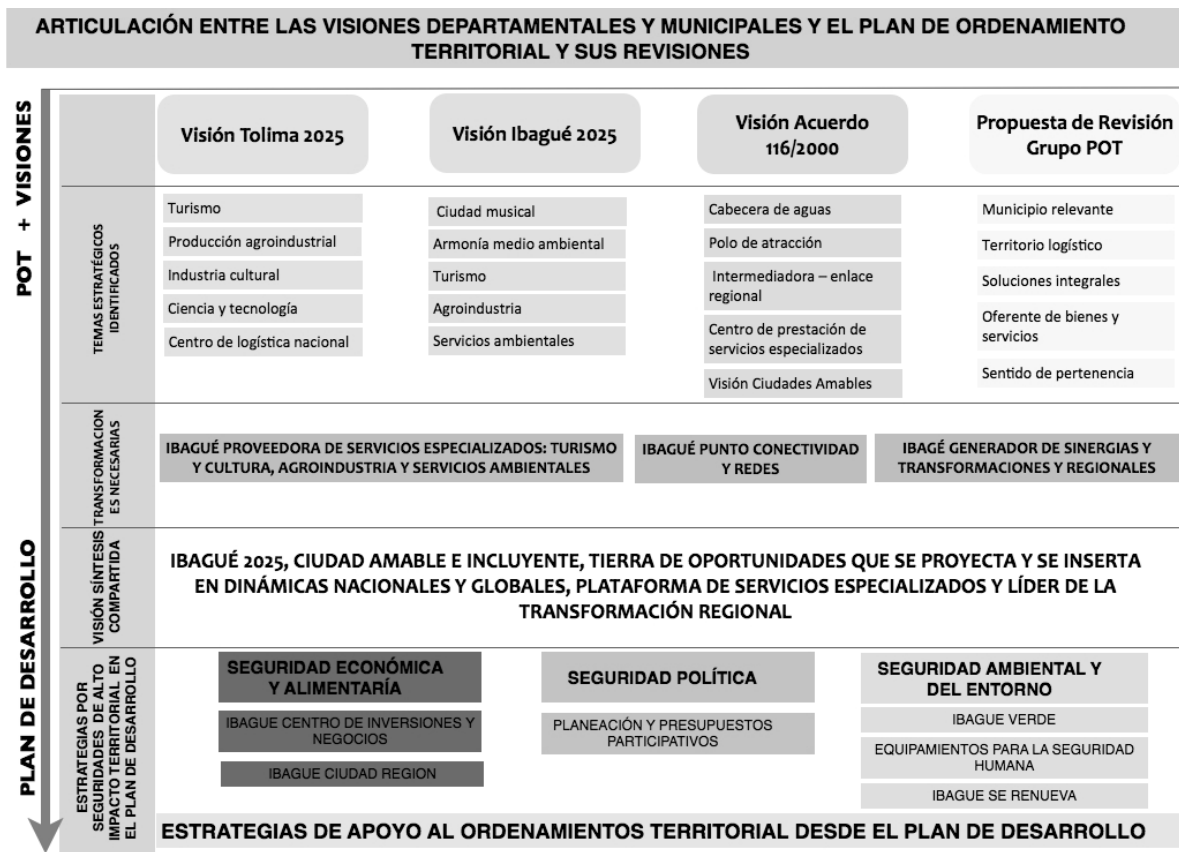 ARTICULACIÓN ENTRE LAS VISIONES DEPARTAMENTALES Y MUNICIPALES Y EL PLAN DE ORDENAMIENTO
TERRITORIAL Y SUS REVISIONES
POT + VISIONES
PLAN DE DESARROLLO
Visión Tolima 2025
Visión Ibagué 2025
Visión Acuerdo
116/2000
Propuesta de Revisión
Grupo POT
TEMAS ESTRATÉGICOS
IDENTIFICADOS
Turismo
Producción agroindustrial
Industria cultural
Ciencia y tecnología
Centro de logística nacional
Ciudad musical
Armonía medio ambiental
Turismo
Agroindustria
Servicios ambientales
Cabecera de aguas
Polo de atracción
Intermediadora – enlace
regional
Centro de prestación de
servicios especializados
Visión Ciudades Amables
Municipio relevante
Territorio logístico
Soluciones integrales
Oferente de bienes y
servicios
Sentido de pertenencia
TRANSFORMACION
ES NECESARIAS
IBAGUÉ PROVEEDORA DE SERVICIOS ESPECIALIZADOS: TURISMO
Y CULTURA, AGROINDUSTRIA Y SERVICIOS AMBIENTALES
IBAGUÉ PUNTO CONECTIVIDAD
Y REDES
IBAGÉ GENERADOR DE SINERGIAS Y
TRANSFORMACIONES Y REGIONALES
VISIÓN SÍNTESIS
COMPARTIDA
IBAGUÉ 2025, CIUDAD AMABLE E INCLUYENTE, TIERRA DE OPORTUNIDADES QUE SE PROYECTA Y SE INSERTA
EN DINÁMICAS NACIONALES Y GLOBALES, PLATAFORMA DE SERVICIOS ESPECIALIZADOS Y LÍDER DE LA
TRANSFORMACIÓN REGIONAL
ESTRATEGIAS POR
SEGURIDADES DE ALTO
IMPACTO TERRITORIAL EN
EL PLAN DE DESARROLLO
SEGURIDAD ECONÓMICA
Y ALIMENTARÍA
IBAGUE CENTRO DE INVERSIONES Y
NEGOCIOS
IBAGUE CIUDAD REGION
SEGURIDAD POLÍTICA
PLANEACIÓN Y PRESUPUESTOS
PARTICIPATIVOS
SEGURIDAD AMBIENTAL Y
DEL ENTORNO
IBAGUE VERDE
EQUIPAMIENTOS PARA LA SEGURIDAD
HUMANA
IBAGUE SE RENUEVA
ESTRATEGIAS DE APOYO AL ORDENAMIENTOS TERRITORIAL DESDE EL PLAN DE DESARROLLO